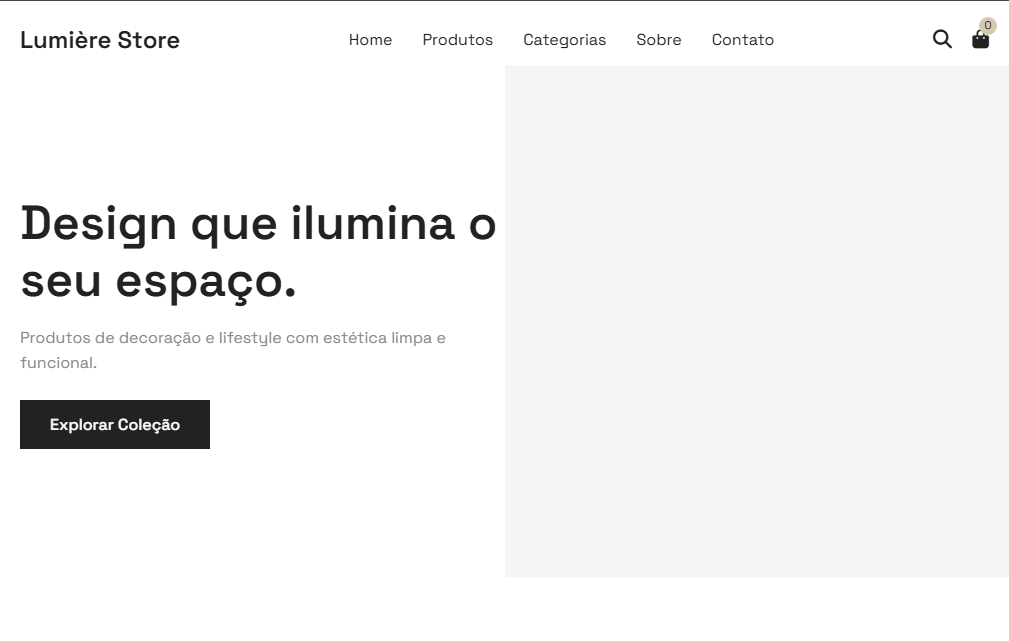 Lumière Store
Home
Produtos
Categorias
Sobre
Contato
0
Design que ilumina o
seu espaço.
Produtos de decoração e lifestyle com estética limpa e
funcional.
Explorar Coleção